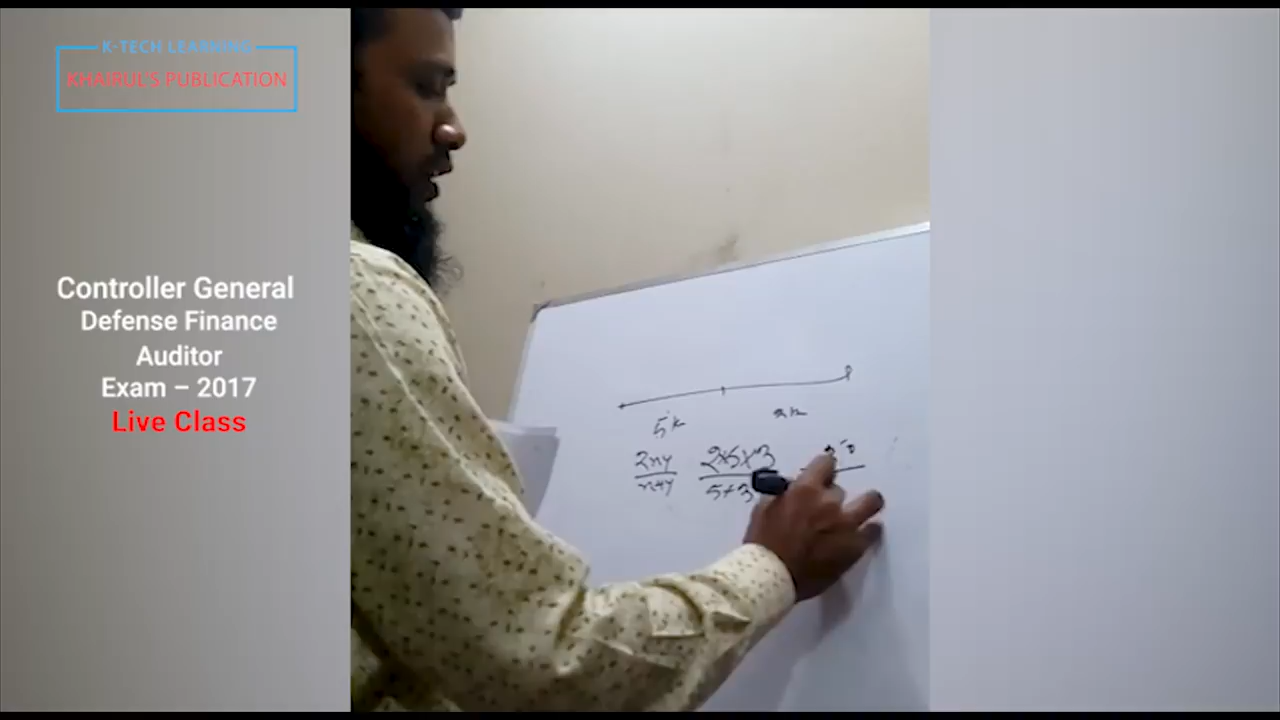 K-TECH LEARNING
KHAIRUL'S PUBLICATION
Controller General
Defense Finance
Auditor
Exam – 2017
Live Class
5k
2xy
x+y
2×5×3
5+3